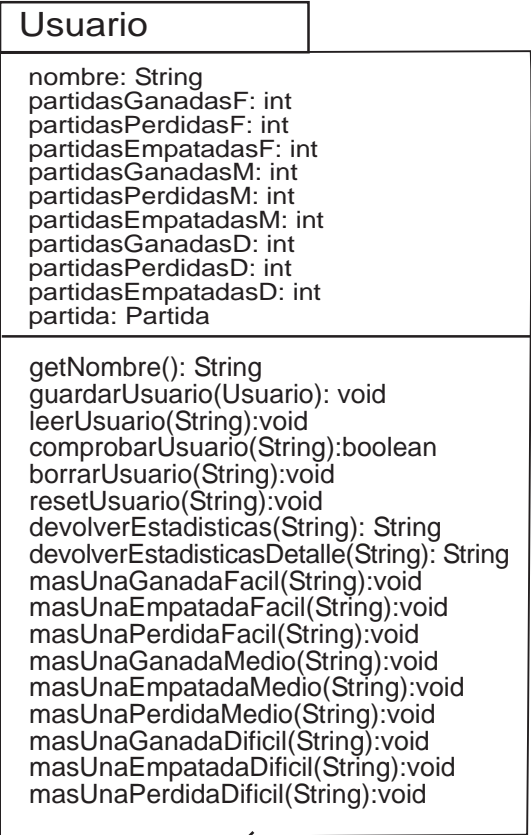 Usuario
nombre: String
partidasGanadasF: int
partidasPerdidasF: int
partidasEmpatadasF: int
partidasGanadasM: int
partidasPerdidasM: int
partidasEmpatadasM: int
partidasGanadasD: int
partidasPerdidasD: int
partidasEmpatadasD: int
partida: Partida
getNombre(): String
guardarUsuario(Usuario): void
leerUsuario(String):void
comprobarUsuario(String):boolean
borrarUsuario(String):void
resetUsuario(String):void
devolverEstadisticas(String): String
devolverEstadisticasDetalle(String): String
masUnaGanadaFacil(String):void
masUnaEmpatadaFacil(String):void
masUnaPerdidaFacil(String):void
masUnaGanadaMedio(String):void
masUnaEmpatadaMedio(String):void
masUnaPerdidaMedio(String):void
masUnaGanadaDificil(String):void
masUnaEmpatadaDificil(String):void
masUnaPerdidaDificil(String):void